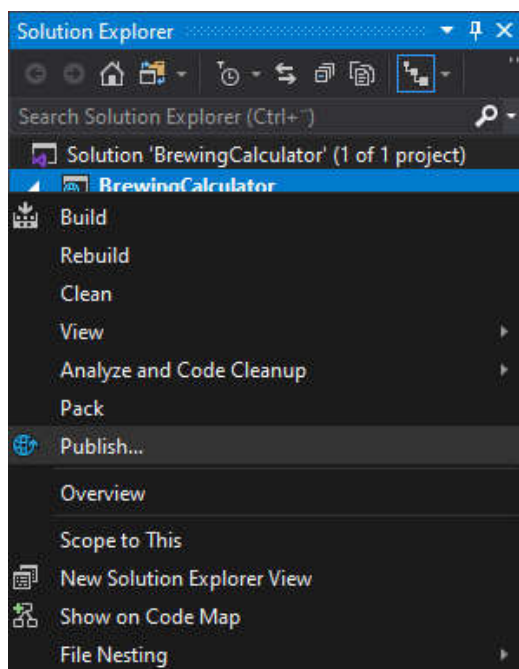 Solution Explorer
Search Solution Explorer (Ctrl+¨)
Solution 'BrewingCalculator' (1 of 1 project)
BrewingCalculator
Build
Rebuild
Clean
View
Analyze and Code Cleanup
Pack
Publish...
Overview
Scope to This
New Solution Explorer View
Show on Code Map
File Nesting